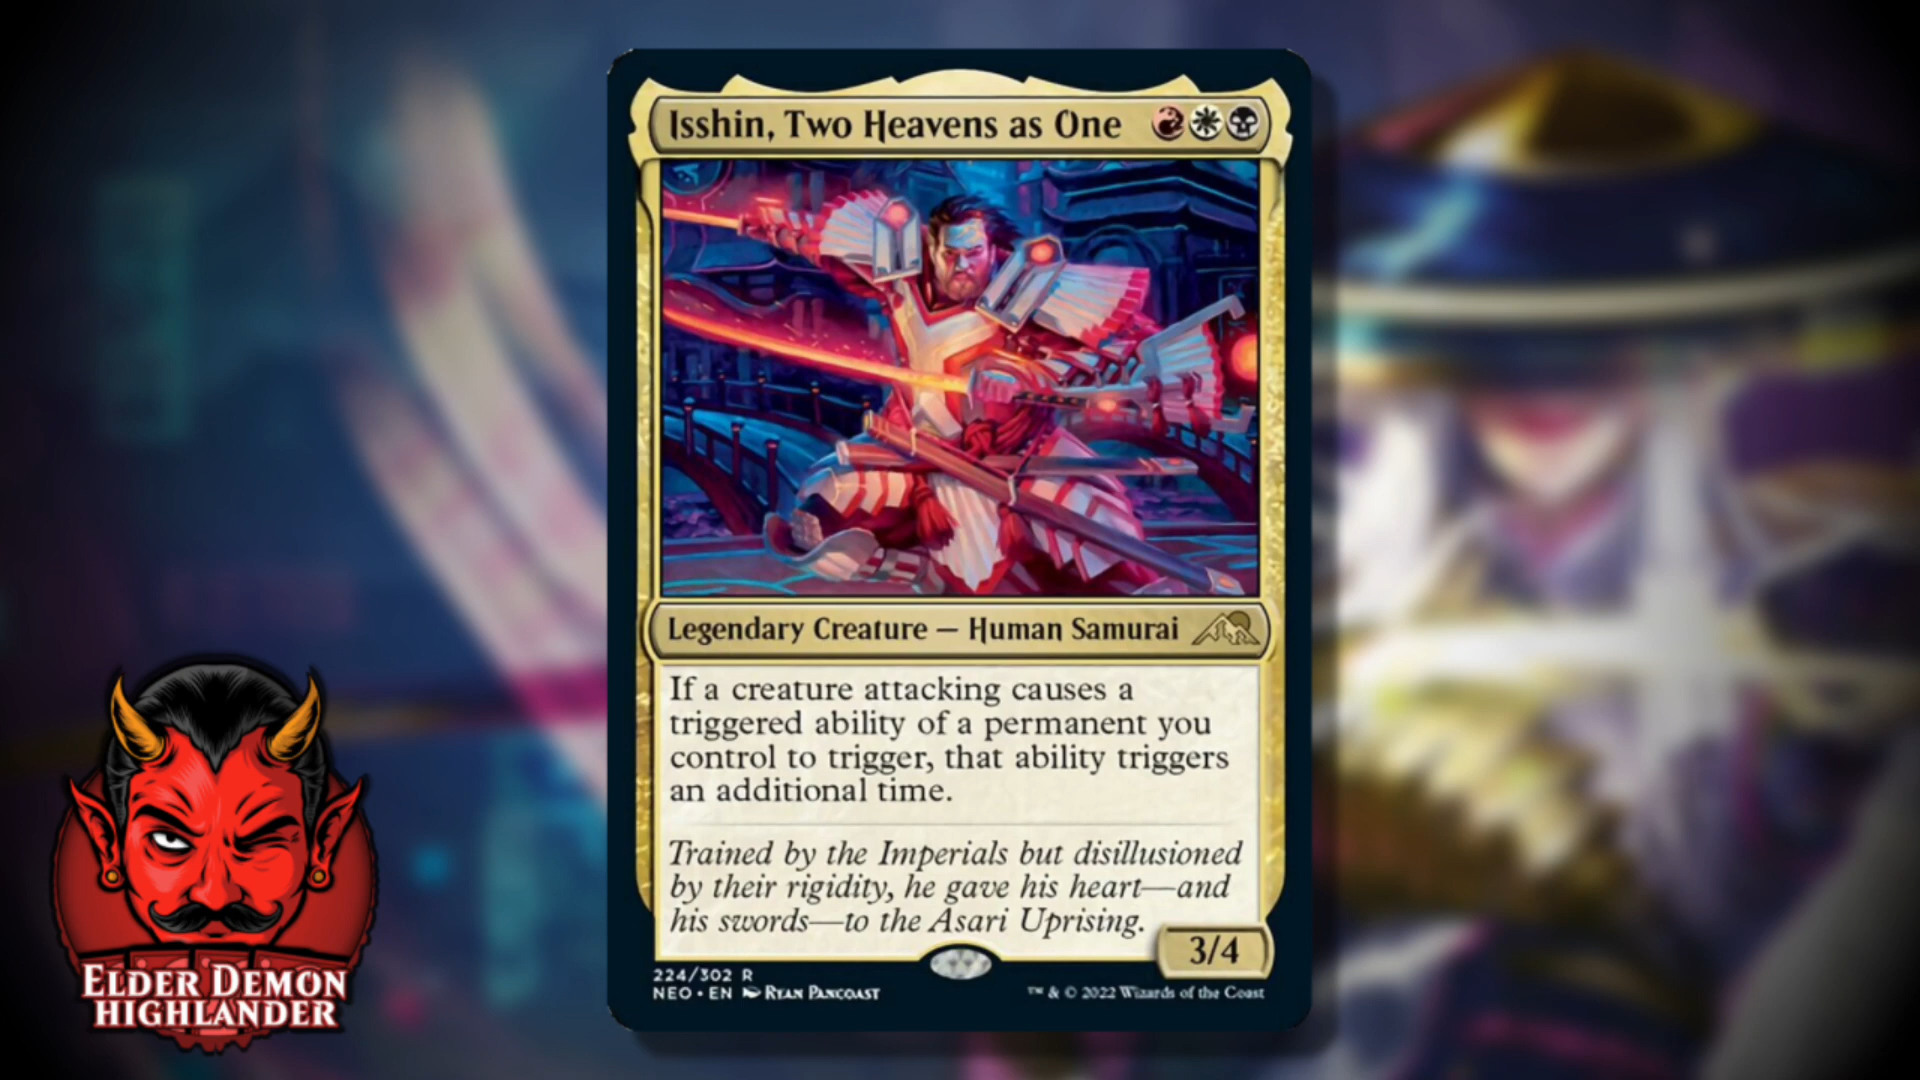 Isshin, Two Heavens as One
Legendary Creature — Human Samurai
If a creature attacking causes a
triggered ability of a permanent you
control to trigger, that ability triggers
an additional time.
Trained by the Imperials but disillusioned
by their rigidity, he gave his heart—and
his swords—to the Asari Uprising.
3/4
224/302 R
NEO • EN Ryan Pancoast
™ & © 2022 Wizards of the Coast
Elder Demon
Highlander